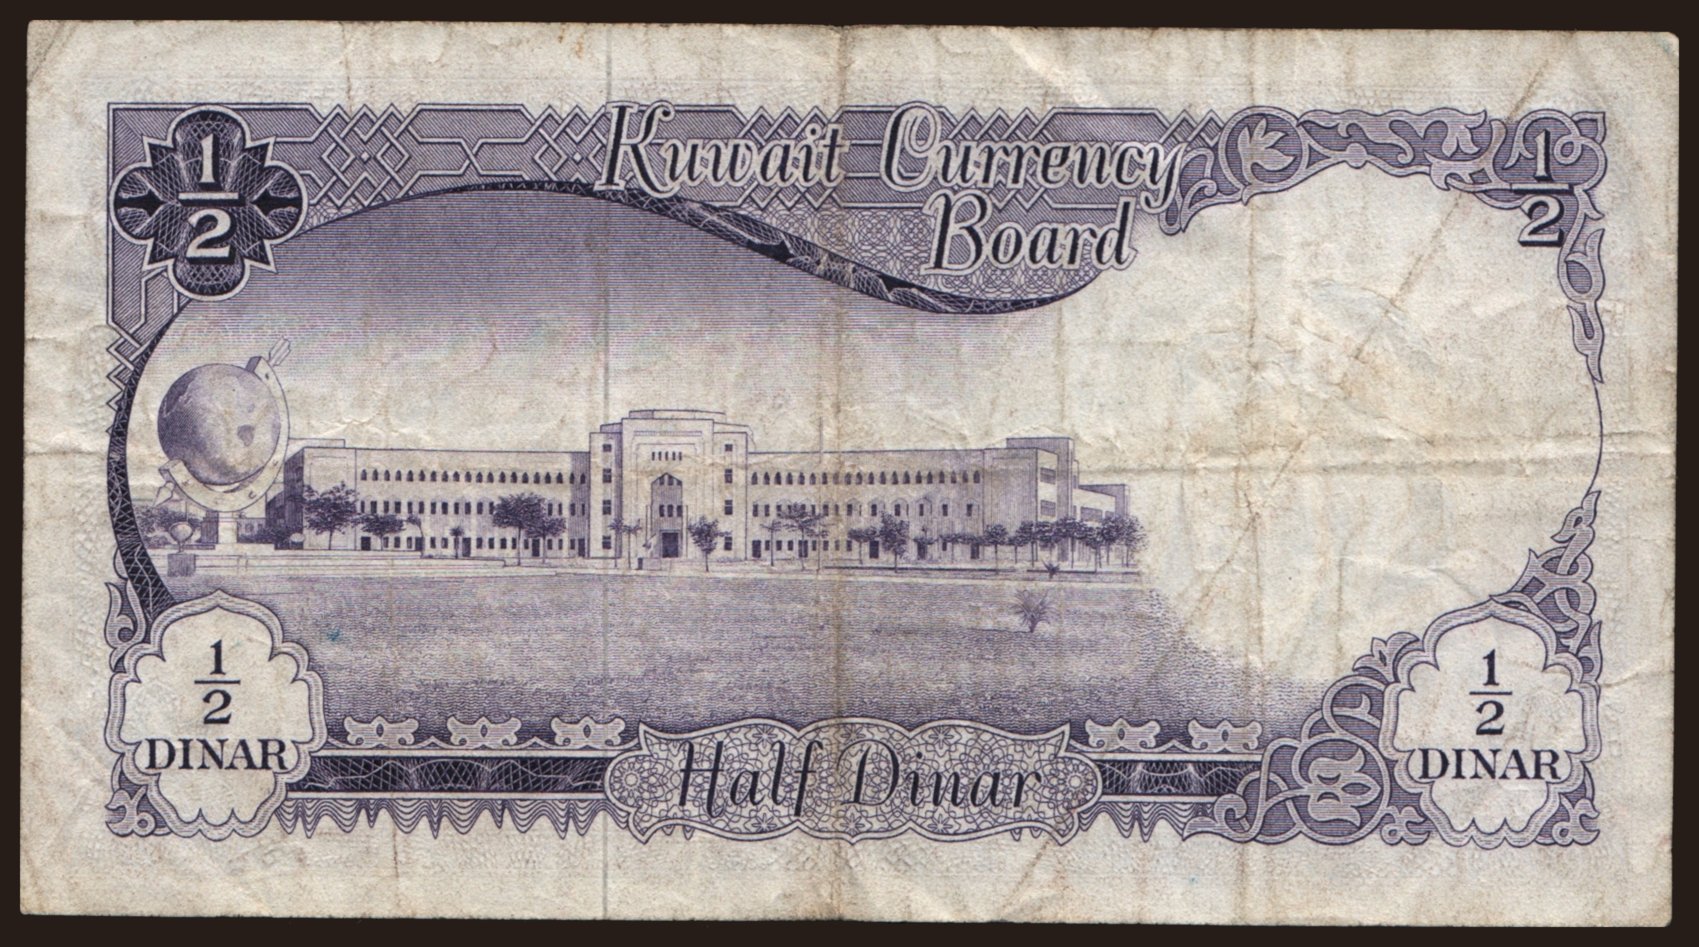 1/2
Kuwait Currency
Board
1/2
1/2
DINAR
Half Dinar
1/2
DINAR